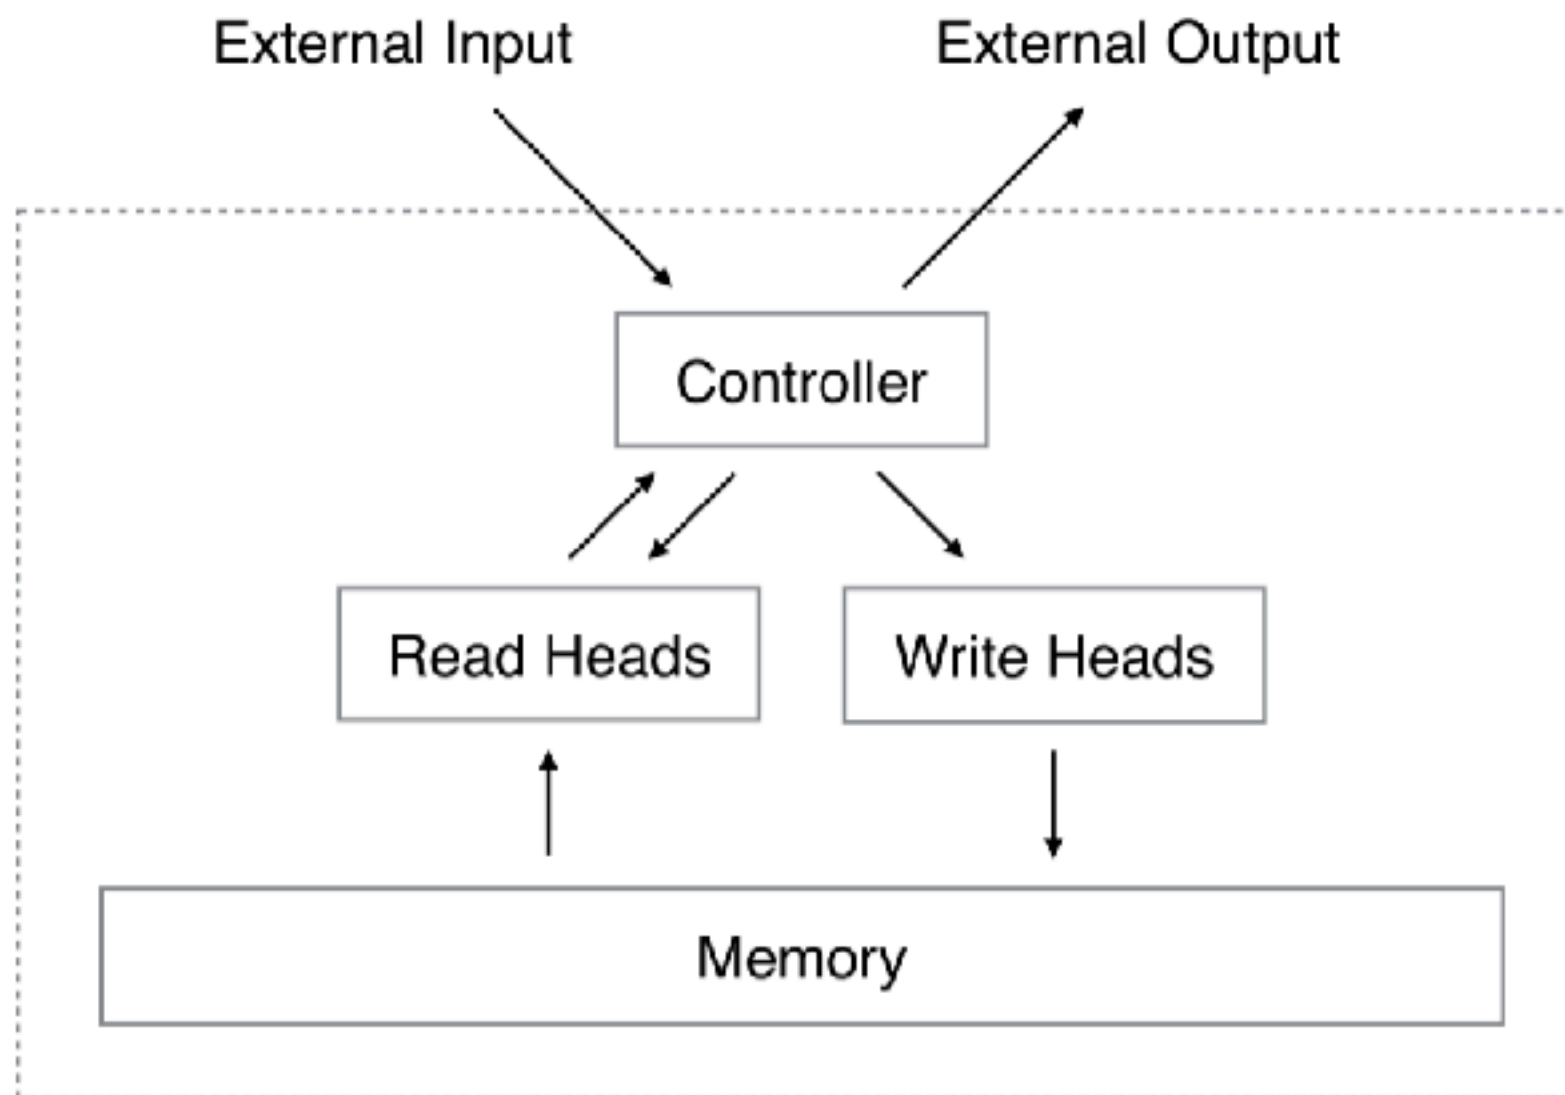 External Input
External Output
Controller
Read Heads
Write Heads
Memory